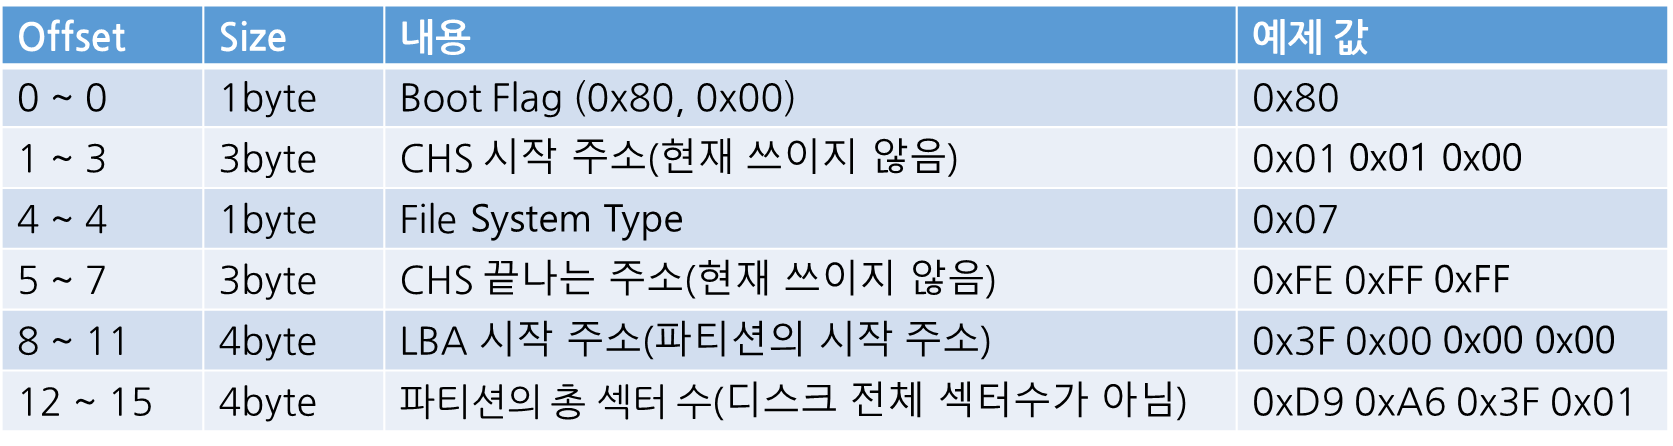 Offset Size 내용 예제 값
0 ~ 0 1byte Boot Flag (0x80, 0x00) 0x80
1 ~ 3 3byte CHS 시작 주소(현재 쓰이지 않음) 0x01 0x01 0x00
4 ~ 4 1byte File System Type 0x07
5 ~ 7 3byte CHS 끝나는 주소(현재 쓰이지 않음) 0xFE 0xFF 0xFF
8 ~ 11 4byte LBA 시작 주소(파티션의 시작 주소) 0x3F 0x00 0x00 0x00
12 ~ 15 4byte 파티션의 총 섹터 수(디스크 전체 섹터수가 아님) 0xD9 0xA6 0x3F 0x01